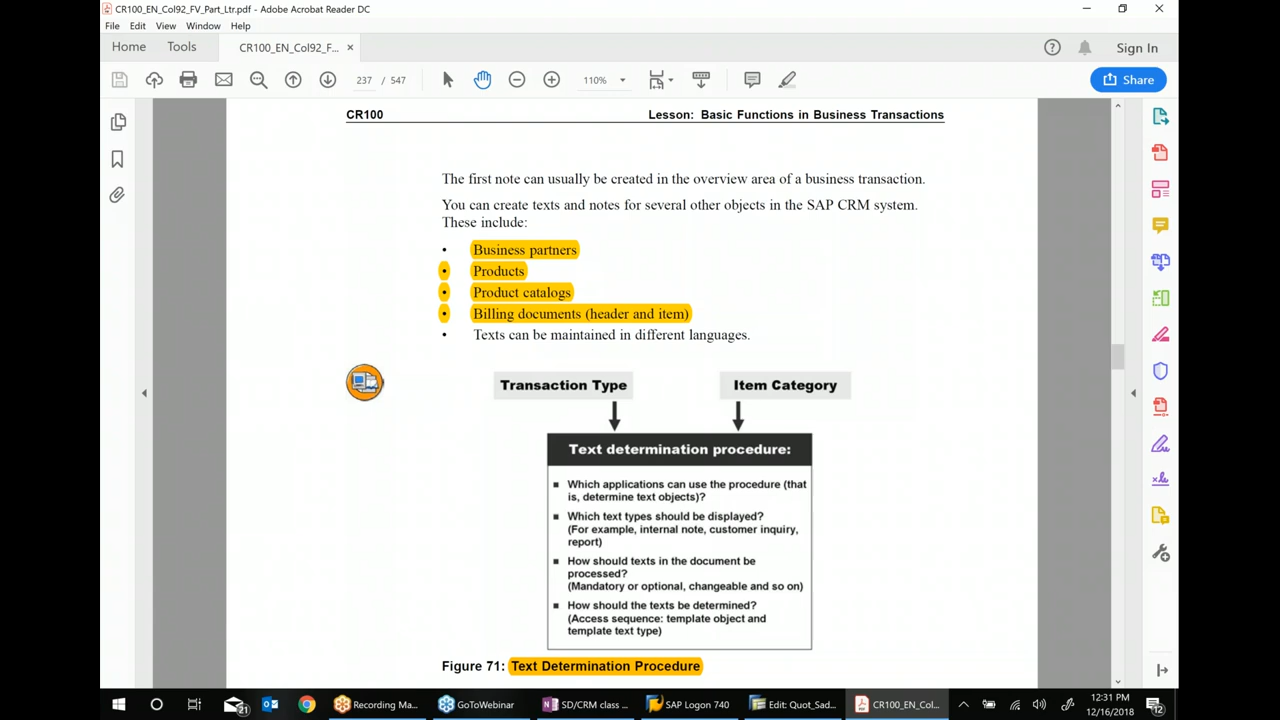 CR100_EN_Col92_FV_Part_Ltr.pdf - Adobe Acrobat Reader DC
File Edit View Window Help
Home Tools CR100_EN_Col92_F... ×
Sign In
237 / 547
110%
Share
CR100 Lesson: Basic Functions in Business Transactions
The first note can usually be created in the overview area of a business transaction.
You can create texts and notes for several other objects in the SAP CRM system.
These include:
• Business partners
• Products
• Product catalogs
• Billing documents (header and item)
• Texts can be maintained in different languages.
Transaction Type Item Category
Text determination procedure:
■ Which applications can use the procedure (that
is, determine text objects)?
■ Which text types should be displayed?
(For example, internal note, customer inquiry,
report)
■ How should texts in the document be
processed?
(Mandatory or optional, changeable and so on)
■ How should the texts be determined?
(Access sequence: template object and
template text type)
Figure 71: Text Determination Procedure
21 Recording Ma... GoToWebinar SD/CRM class ... SAP Logon 740 Edit: Quot_Sad... CR100_EN_Col...
12:31 PM
12/16/2018
12